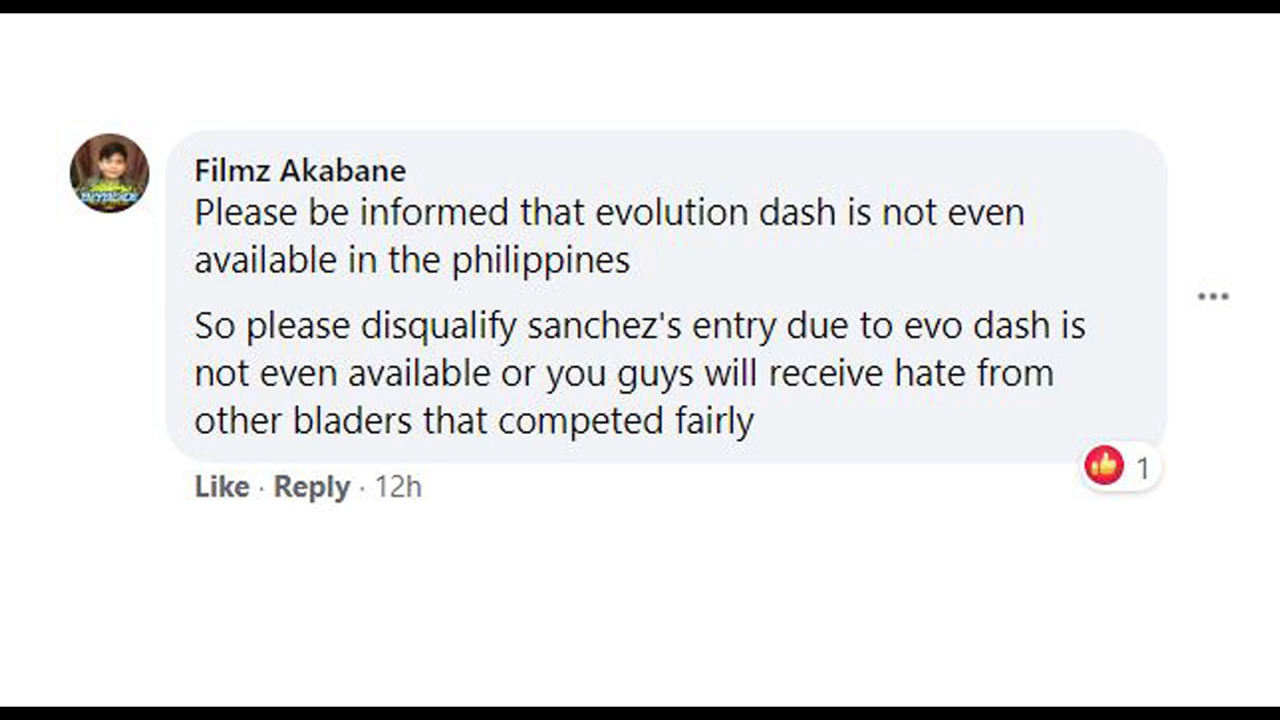 Filmz Akabane
Please be informed that evolution dash is not even
available in the philippines
So please disqualify sanchez's entry due to evo dash is
not even available or you guys will receive hate from
other bladers that competed fairly
Like · Reply · 12h
1